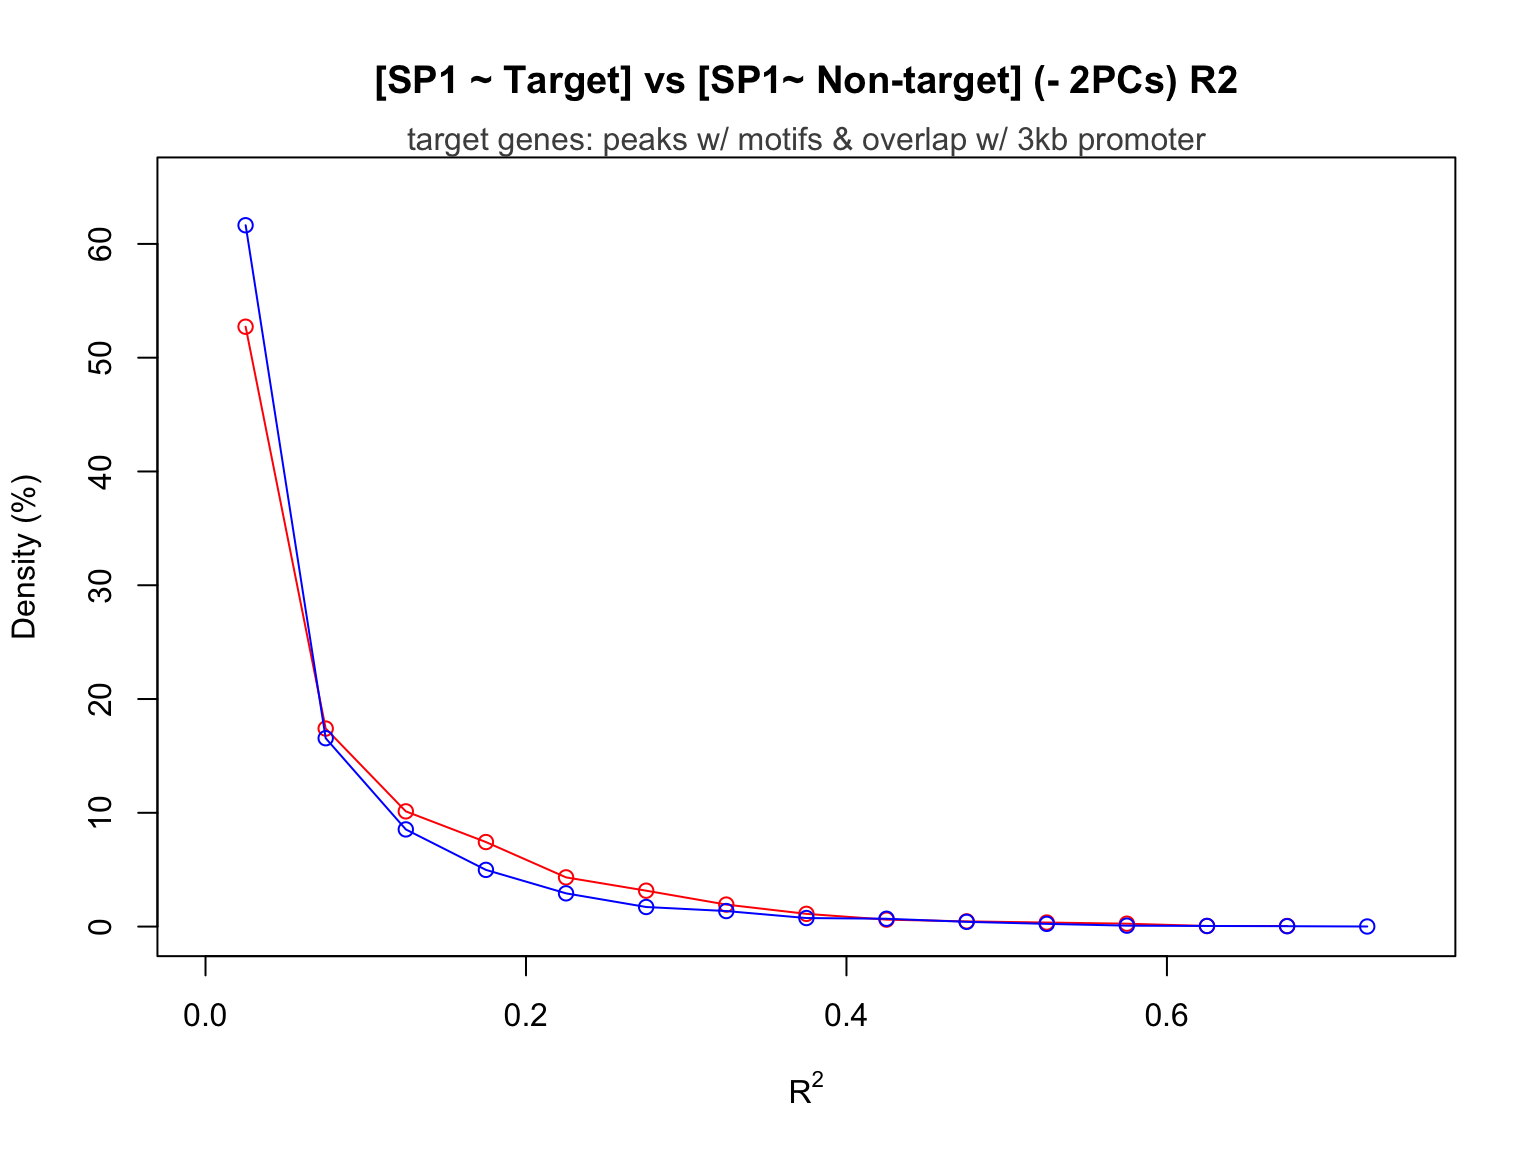 [SP1 ~ Target] vs [SP1~ Non-target] (- 2PCs) R2
target genes: peaks w/ motifs & overlap w/ 3kb promoter
Density (%)
60
50
40
30
20
10
0
0.0 0.2 0.4 0.6
R²